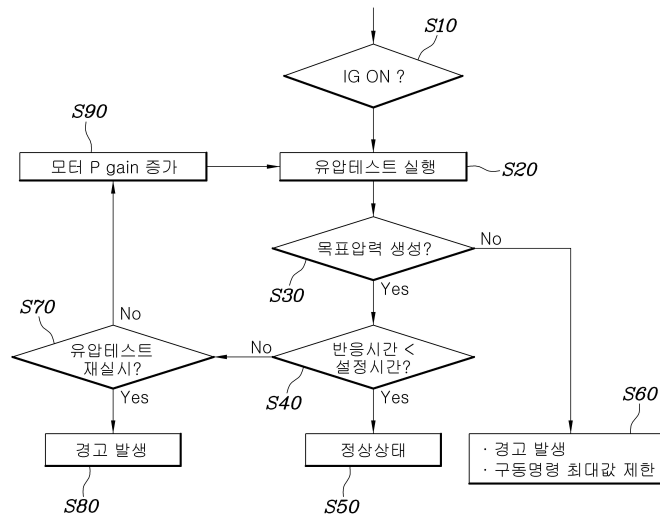 S10
IG ON ?
S90
모터 P gain 증가
유압테스트 실행
S20
목표압력 생성?
No
S30
Yes
S70
No
유압테스트
재실시?
No
반응시간 <
설정시간?
Yes
S40
Yes
S60
경고 발생
정상상태
· 경고 발생
· 구동명령 최대값 제한
S80
S50